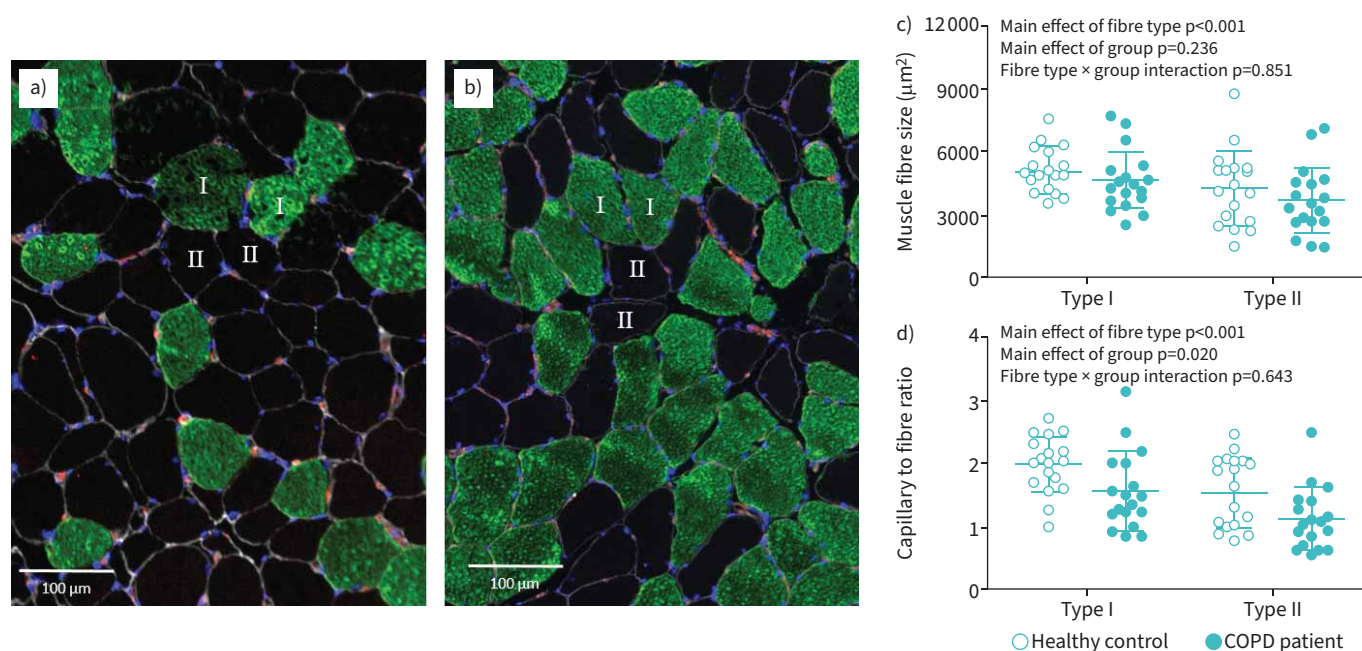 a)
I
I
II
II
100 µm
b)
I
I
II
II
100 µm
c)
Muscle fibre size (µm²)
12 000
9000
6000
3000
0
Main effect of fibre type p<0.001
Main effect of group p=0.236
Fibre type × group interaction p=0.851
Type I
Type II
d)
Capillary to fibre ratio
4
3
2
1
0
Main effect of fibre type p<0.001
Main effect of group p=0.020
Fibre type × group interaction p=0.643
Type I
Type II
Healthy control
COPD patient